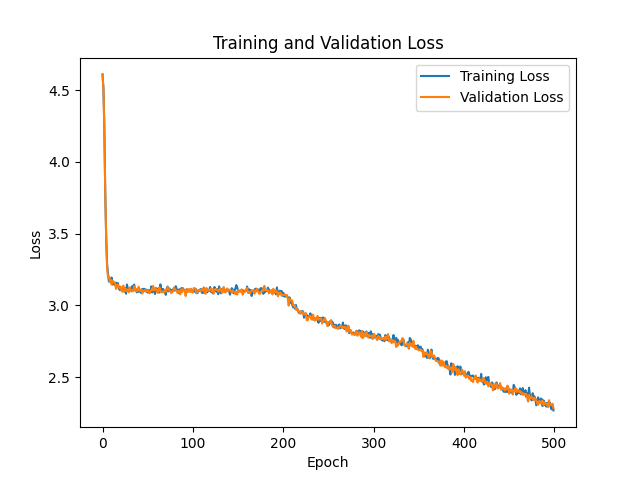 Training and Validation Loss
Training Loss
Validation Loss
Loss
4.5
4.0
3.5
3.0
2.5
0 100 200 300 400 500
Epoch